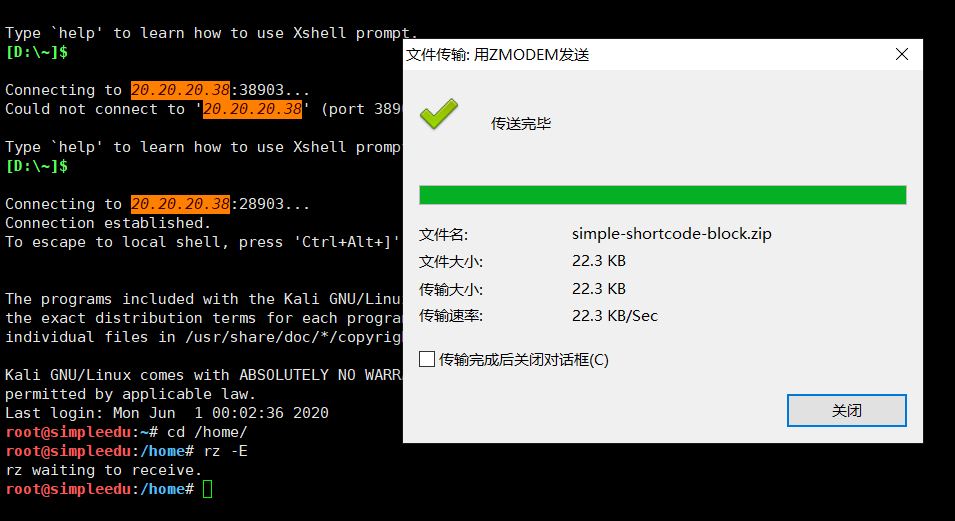 Type `help' to learn how to use Xshell prompt.
[D:\~]$
Connecting to 20.20.20.38:38903...
Could not connect to '20.20.20.38' (port 3890
Type `help' to learn how to use Xshell prompt
[D:\~]$
Connecting to 20.20.20.38:28903...
Connection established.
To escape to local shell, press 'Ctrl+Alt+]'
The programs included with the Kali GNU/Linux
the exact distribution terms for each program
individual files in /usr/share/doc/*/copyrigh
Kali GNU/Linux comes with ABSOLUTELY NO WARRA
permitted by applicable law.
Last login: Mon Jun  1 00:02:36 2020
root@simpleedu:~# cd /home/
root@simpleedu:/home# rz -E
rz waiting to receive.
root@simpleedu:/home#
文件传输: 用ZMODEM发送
传送完毕
文件名: simple-shortcode-block.zip
文件大小: 22.3 KB
传输大小: 22.3 KB
传输速率: 22.3 KB/Sec
传输完成后关闭对话框(C)
关闭